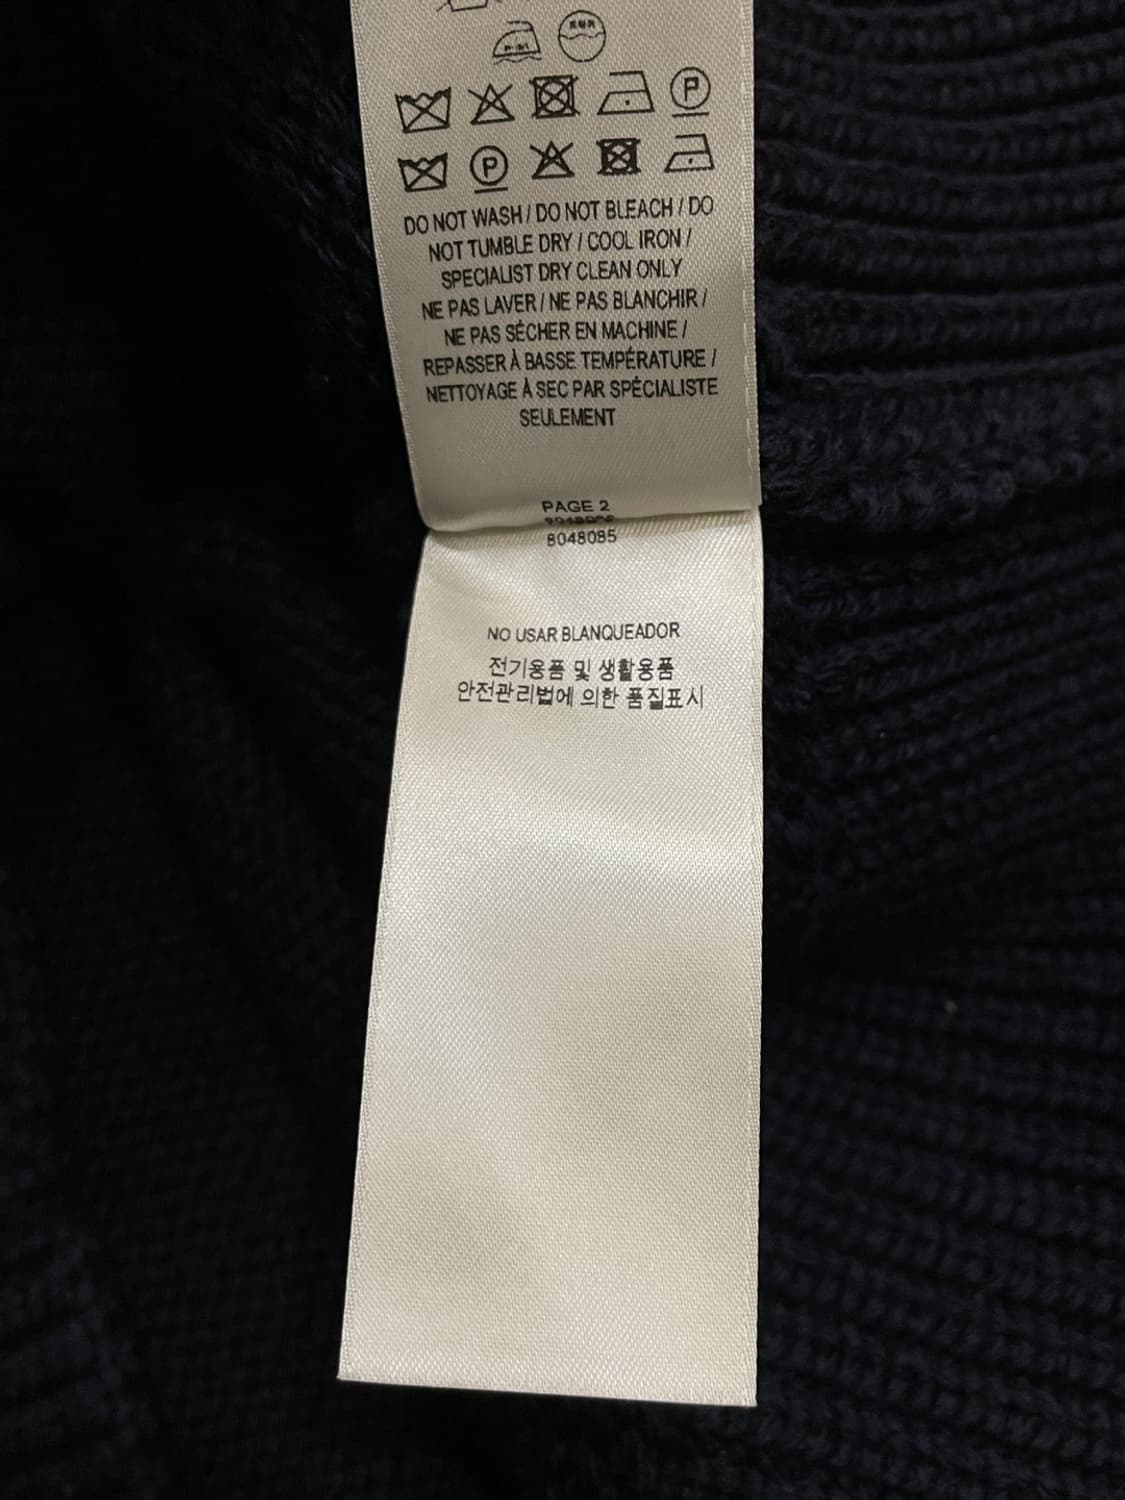 P
P
DO NOT WASH / DO NOT BLEACH / DO
NOT TUMBLE DRY / COOL IRON /
SPECIALIST DRY CLEAN ONLY
NE PAS LAVER / NE PAS BLANCHIR /
NE PAS SÉCHER EN MACHINE /
REPASSER À BASSE TEMPÉRATURE /
NETTOYAGE À SEC PAR SPÉCIALISTE
SEULEMENT
PAGE 2
8048085
NO USAR BLANQUEADOR
전기용품 및 생활용품
안전관리법에 의한 품질표시